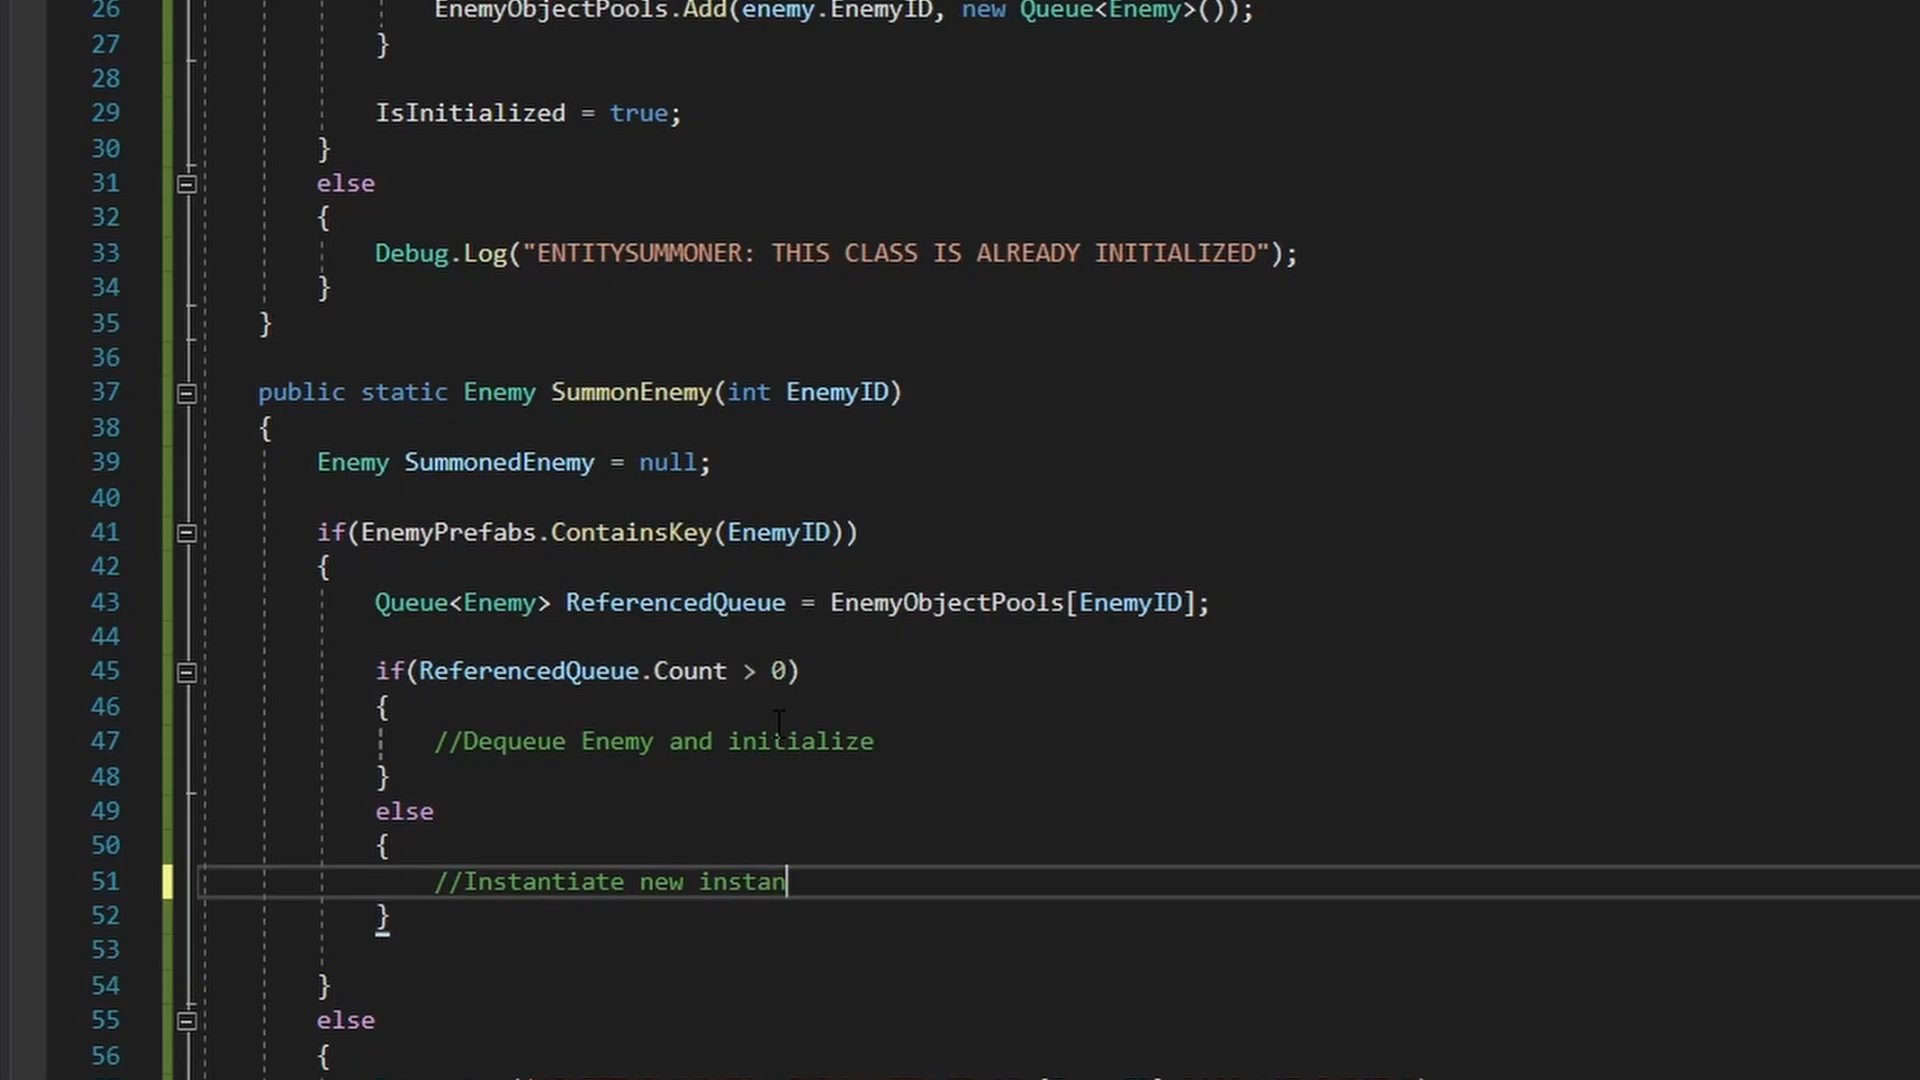 26 EnemyObjectPools.Add(enemy.EnemyID, new Queue<Enemy>());
27 }
28
29 IsInitialized = true;
30 }
31 else
32 {
33 Debug.Log("ENTITYSUMMONER: THIS CLASS IS ALREADY INITIALIZED");
34 }
35 }
36
37 public static Enemy SummonEnemy(int EnemyID)
38 {
39 Enemy SummonedEnemy = null;
40
41 if(EnemyPrefabs.ContainsKey(EnemyID))
42 {
43 Queue<Enemy> ReferencedQueue = EnemyObjectPools[EnemyID];
44
45 if(ReferencedQueue.Count > 0)
46 {
47 //Dequeue Enemy and initialize
48 }
49 else
50 {
51 //Instantiate new instan
52 }
53
54 }
55 else
56 {